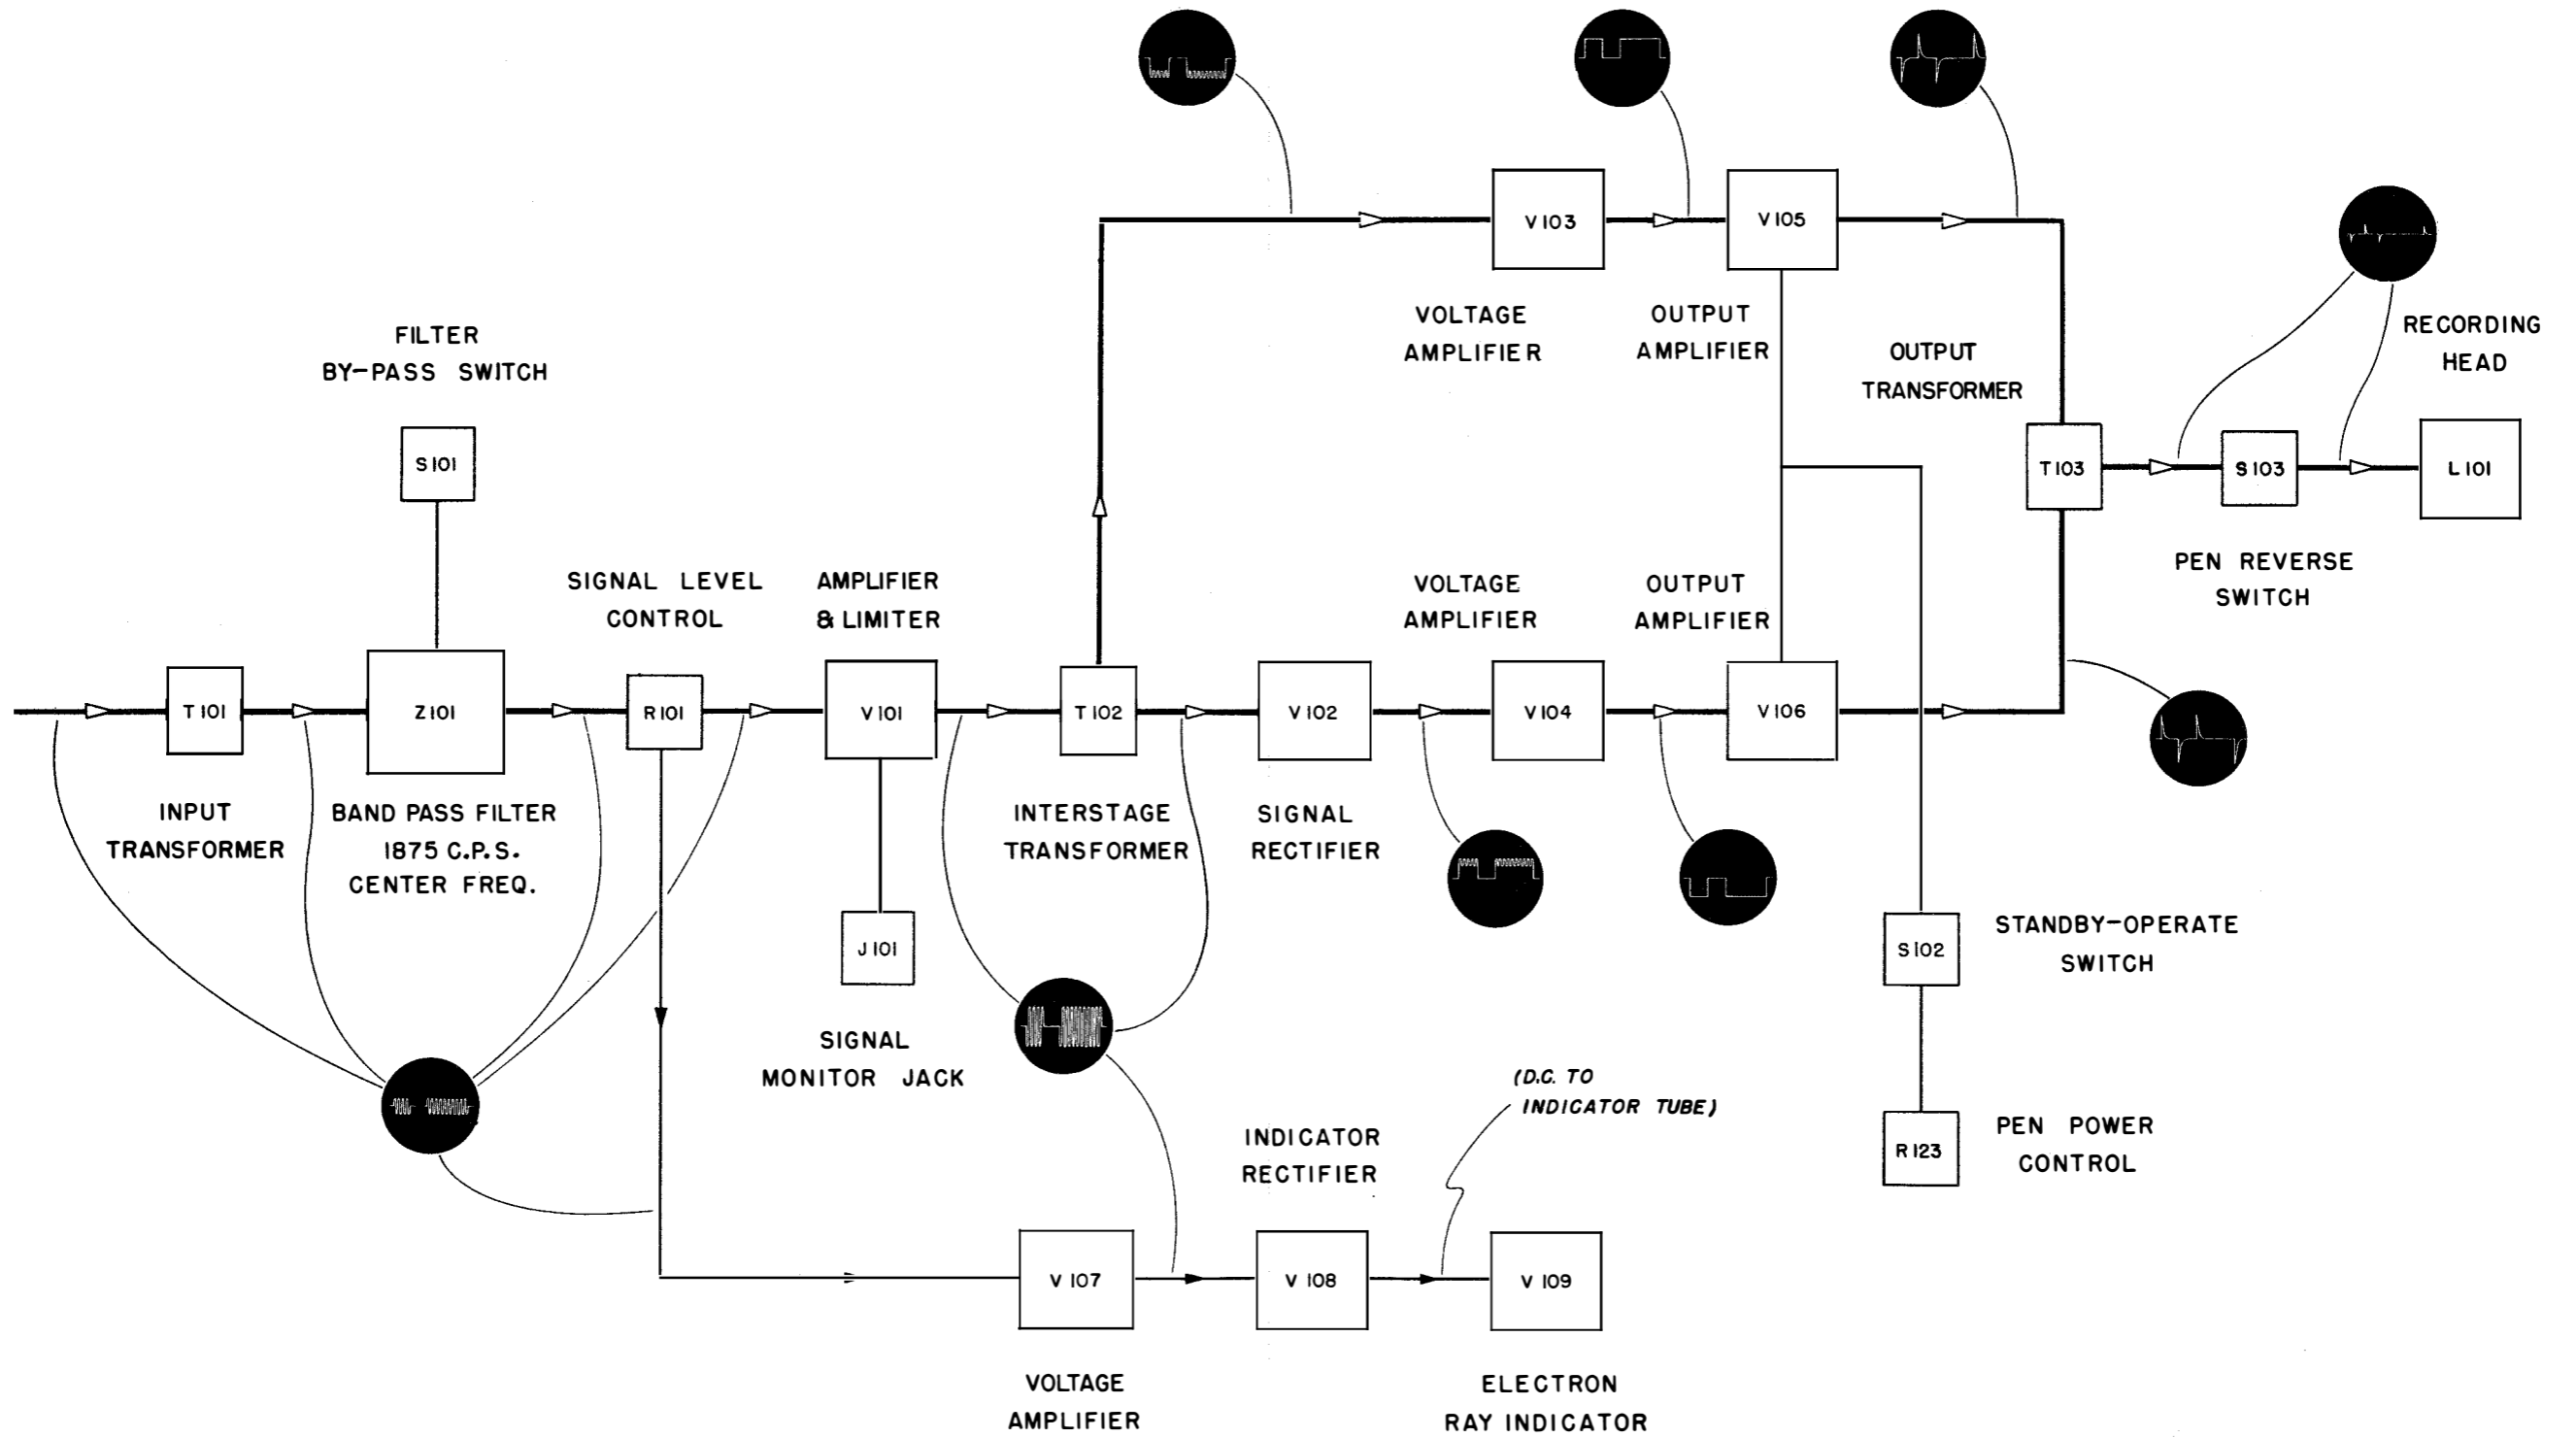 V103
V105
VOLTAGE
AMPLIFIER
OUTPUT
AMPLIFIER
OUTPUT
TRANSFORMER
RECORDING
HEAD
FILTER
BY-PASS SWITCH
S101
T103
S103
L101
PEN REVERSE
SWITCH
SIGNAL LEVEL
CONTROL
AMPLIFIER
& LIMITER
VOLTAGE
AMPLIFIER
OUTPUT
AMPLIFIER
T101
Z101
R101
V101
T102
V102
V104
V106
INPUT
TRANSFORMER
BAND PASS FILTER
1875 C.P.S.
CENTER FREQ.
INTERSTAGE
TRANSFORMER
SIGNAL
RECTIFIER
J101
SIGNAL
MONITOR JACK
S102
STANDBY-OPERATE
SWITCH
(D.C. TO
INDICATOR TUBE)
R123
PEN POWER
CONTROL
INDICATOR
RECTIFIER
V 107
V 108
V 109
VOLTAGE
AMPLIFIER
ELECTRON
RAY INDICATOR